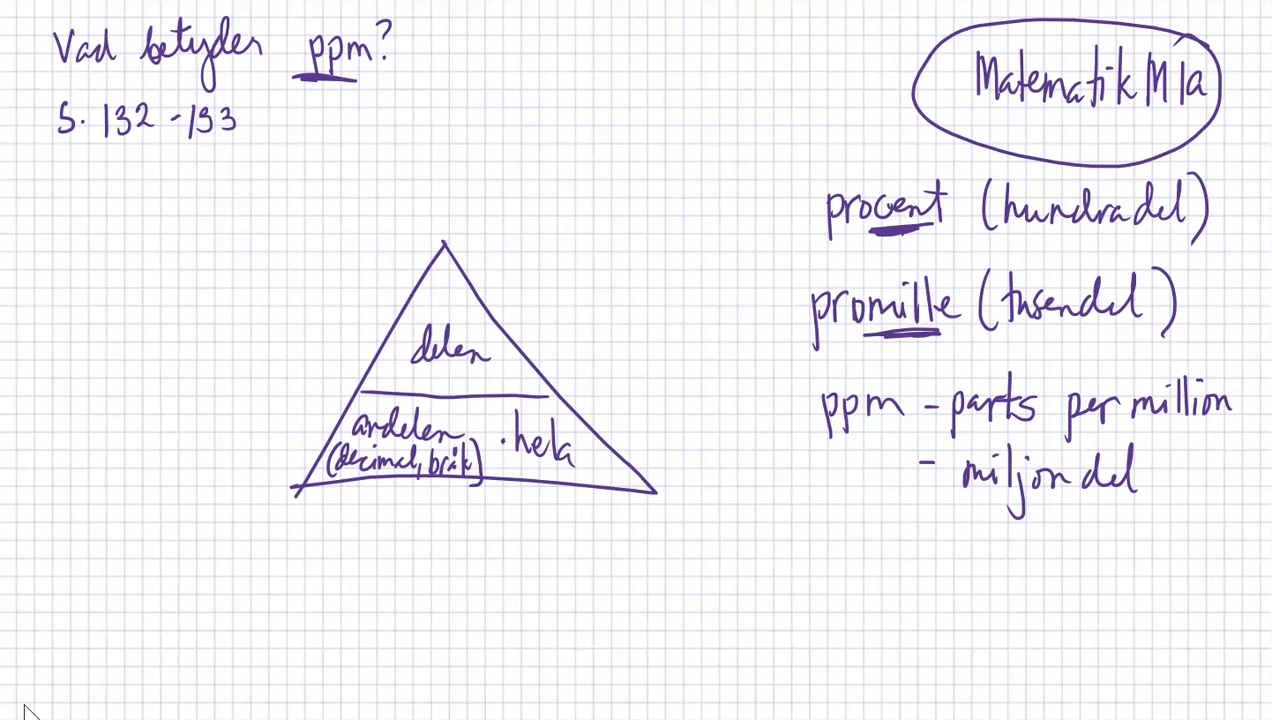 Vad betyder ppm?
S. 132 - 133
Matematik M1a
procent (hundradel)
promille (tusendel)
ppm - parts per million
- miljondel
delen
andelen · hela
(decimal, bråk)